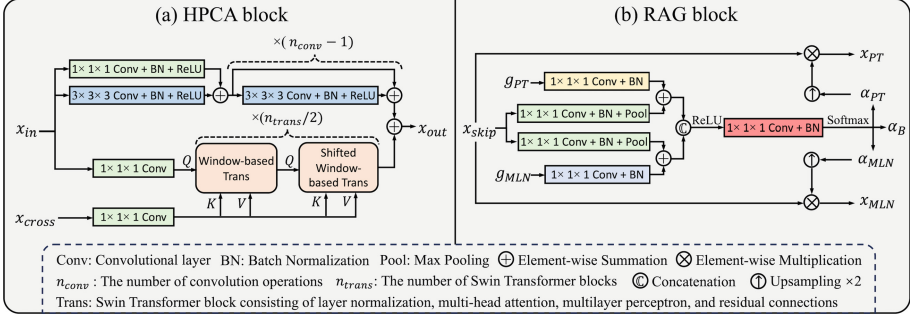 (a) HPCA block
×(n_conv − 1)
1× 1× 1 Conv + BN + ReLU
3× 3× 3 Conv + BN + ReLU
3× 3× 3 Conv + BN + ReLU
x_in
x_out
×(n_trans/2)
1× 1× 1 Conv
Q
Window-based
Trans
Q
Shifted
Window-
based Trans
K V
K V
x_cross
1× 1× 1 Conv
(b) RAG block
x_PT
g_PT
1× 1× 1 Conv + BN
α_PT
x_skip
1× 1× 1 Conv + BN + Pool
1× 1× 1 Conv + BN + Pool
ReLU
1× 1× 1 Conv + BN
Softmax
α_B
g_MLN
1× 1× 1 Conv + BN
α_MLN
x_MLN
Conv: Convolutional layer BN: Batch Normalization Pool: Max Pooling ⊕ Element-wise Summation ⊗ Element-wise Multiplication
n_conv : The number of convolution operations n_trans: The number of Swin Transformer blocks Ⓒ Concatenation Upsampling ×2
Trans: Swin Transformer block consisting of layer normalization, multi-head attention, multilayer perceptron, and residual connections